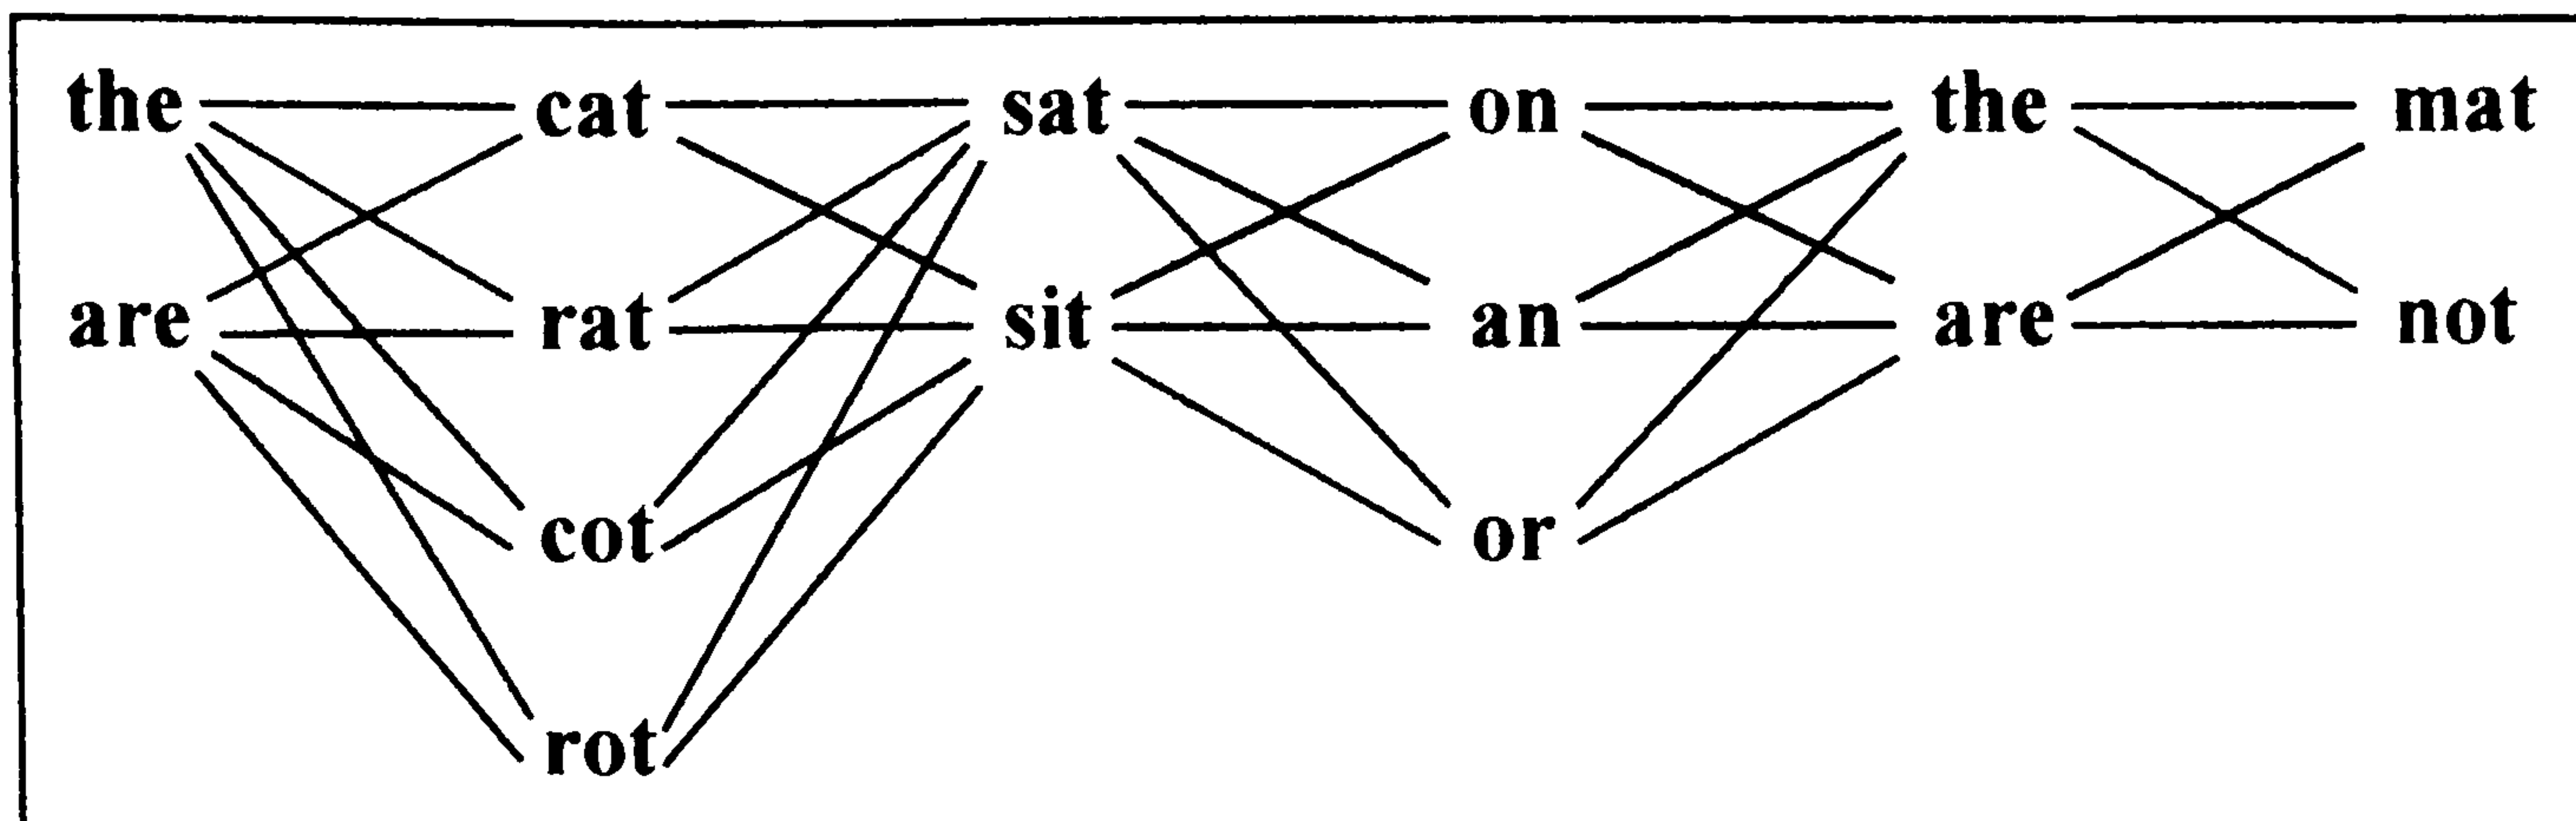 the cat sat on the mat
are rat sit an are not
cot or
rot